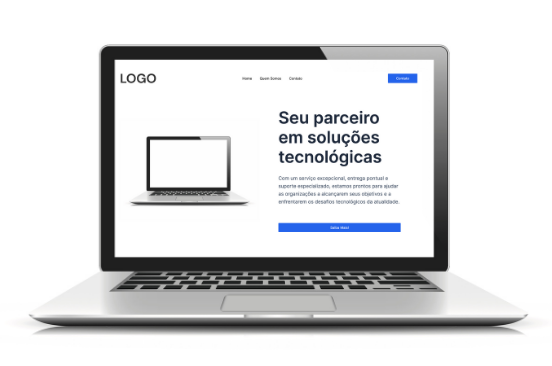 LOGO
Home Quem Somos Contato
Contato
Seu parceiro
em soluções
tecnológicas
Com um serviço excepcional, entrega pontual e
suporte especializado, estamos prontos para ajudar
as organizações a alcançarem seus objetivos e a
enfrentarem os desafios tecnológicos da atualidade.
Saiba Mais!